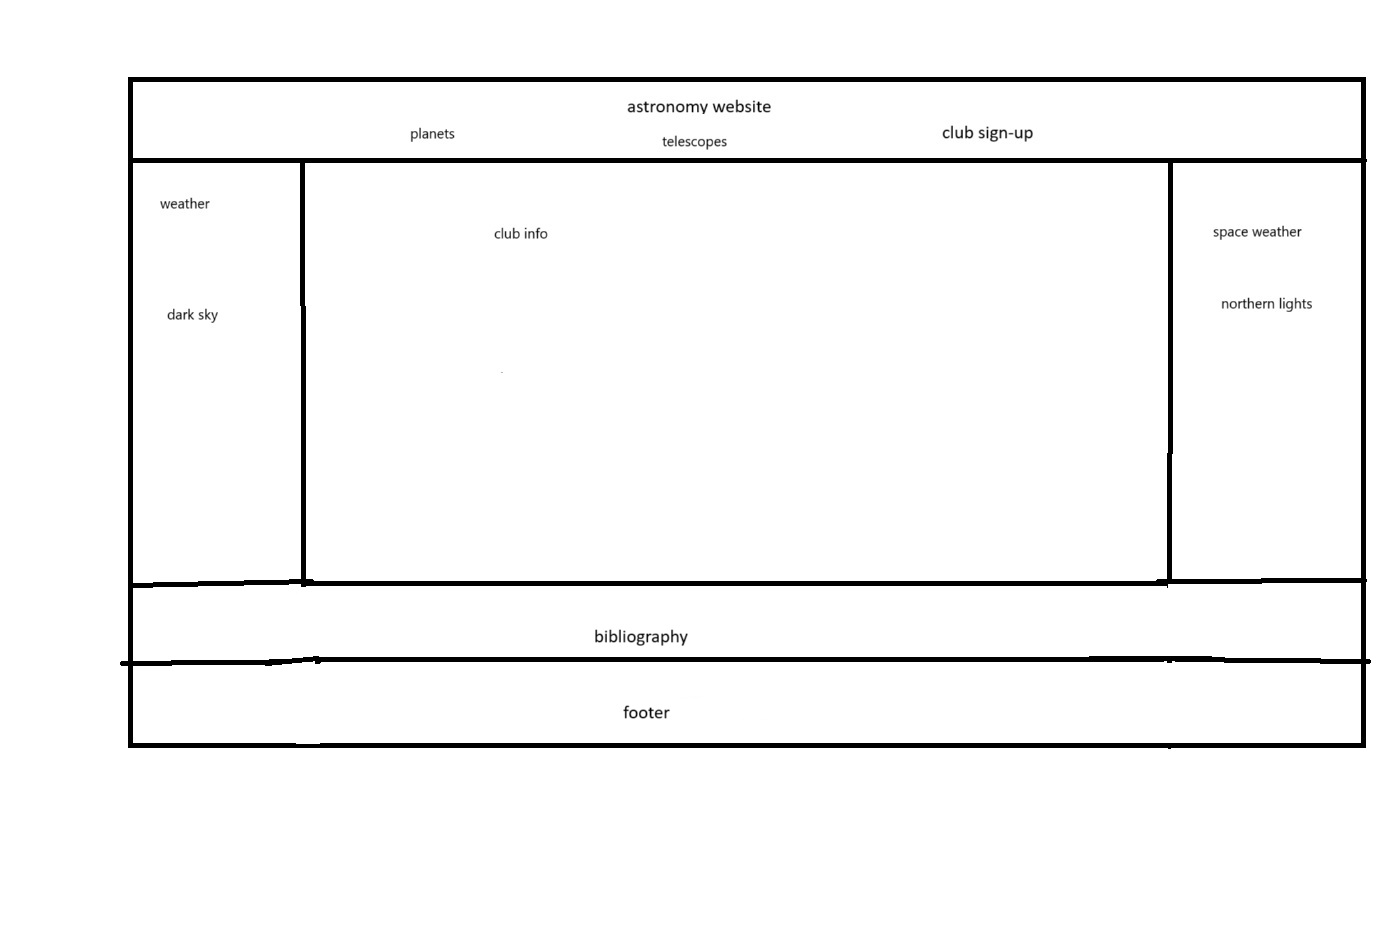 astronomy website
planets
telescopes
club sign-up
weather
dark sky
club info
space weather
northern lights
bibliography
footer